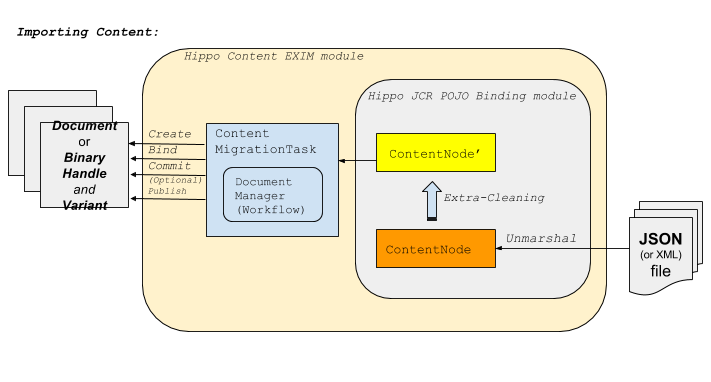 Importing Content:
Hippo Content EXIM module
Hippo JCR POJO Binding module
Document
or
Binary
Handle
and
Variant
Create
Bind
Commit
(Optional)
Publish
Content
MigrationTask
Document
Manager
(Workflow)
ContentNode’
Extra-Cleaning
ContentNode
Unmarshal
JSON
(or XML)
file